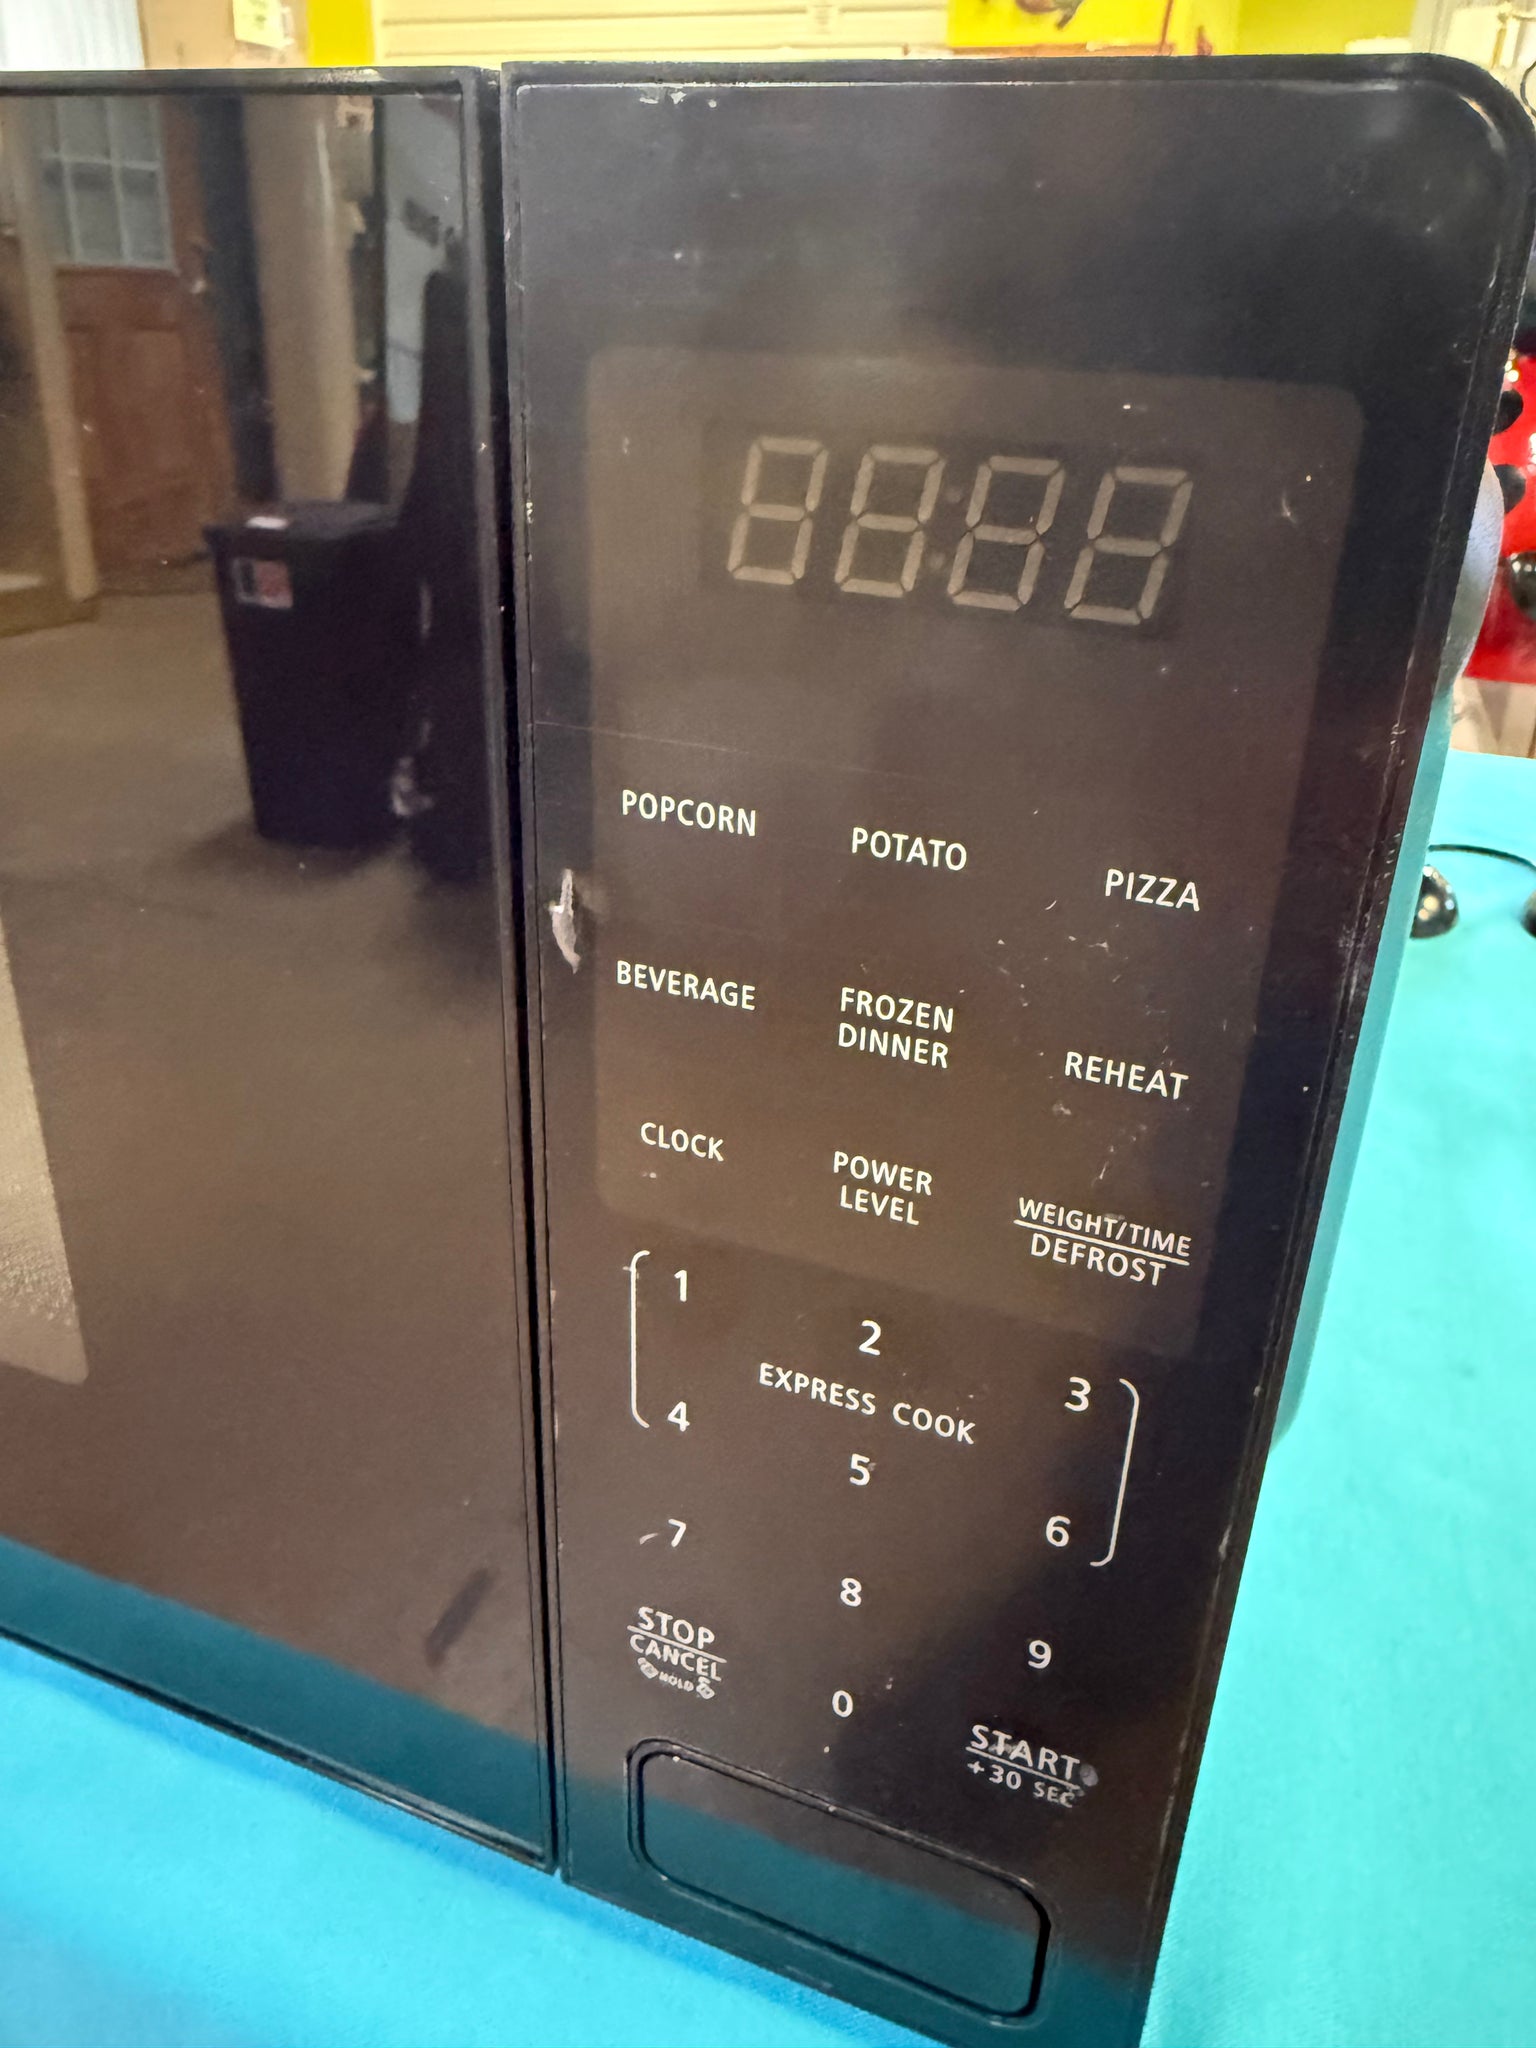 POPCORN POTATO PIZZA
BEVERAGE FROZEN DINNER REHEAT
CLOCK POWER LEVEL WEIGHT/TIME DEFROST
1 2 3
EXPRESS COOK
4 5 6
7 8 9
STOP CANCEL HOLD 0 START +30 SEC